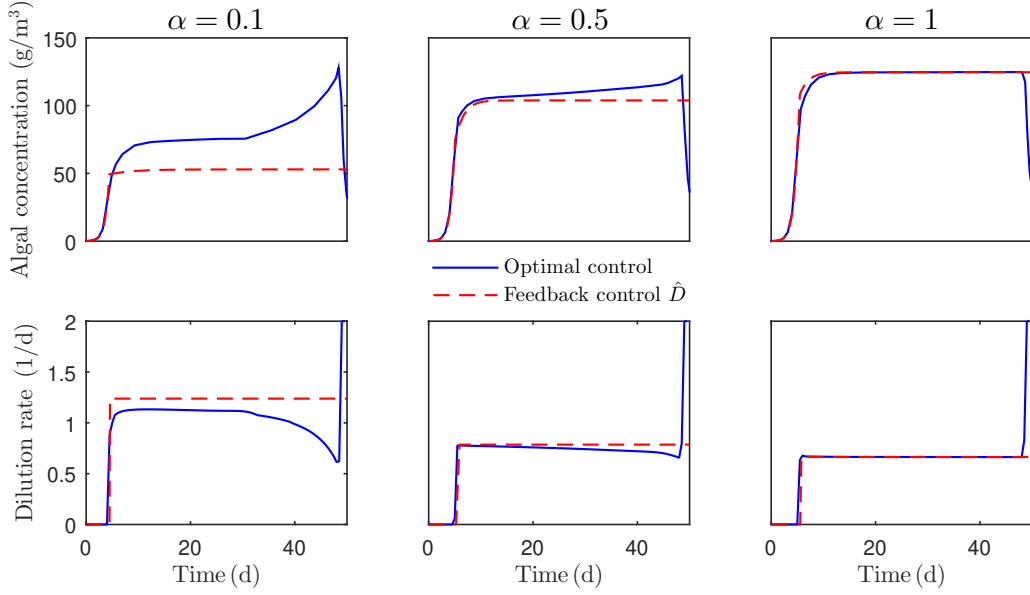 α = 0.1
α = 0.5
α = 1
Algal concentration (g/m³)
150
100
50
0
Optimal control
Feedback control D̂
Dilution rate (1/d)
2
1.5
1
0.5
0
0 20 40
0 20 40
0 20 40
Time (d)
Time (d)
Time (d)